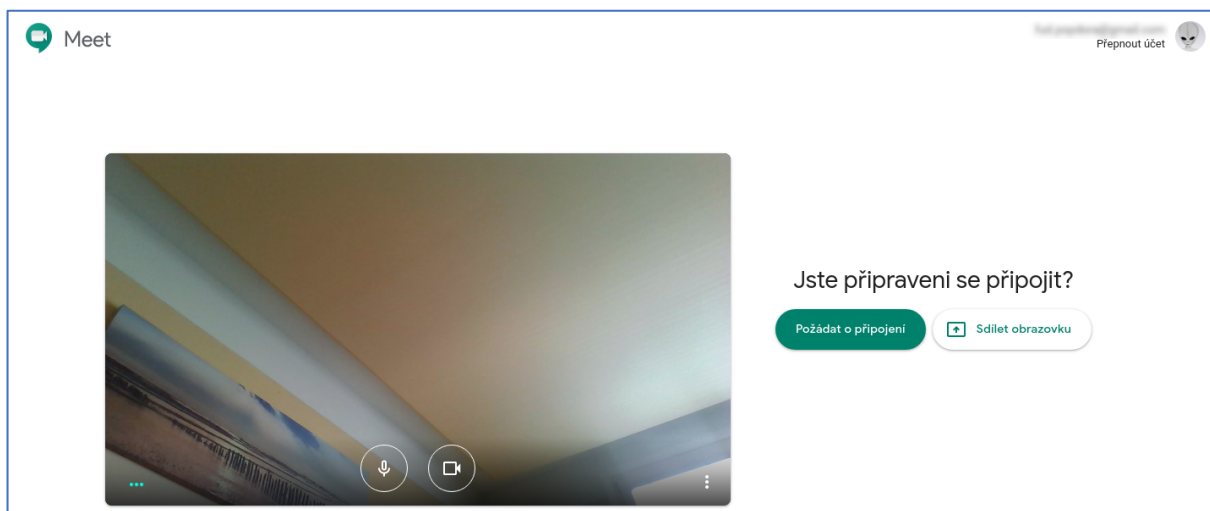 Meet
Přepnout účet
Jste připraveni se připojit?
Požádat o připojení
Sdílet obrazovku